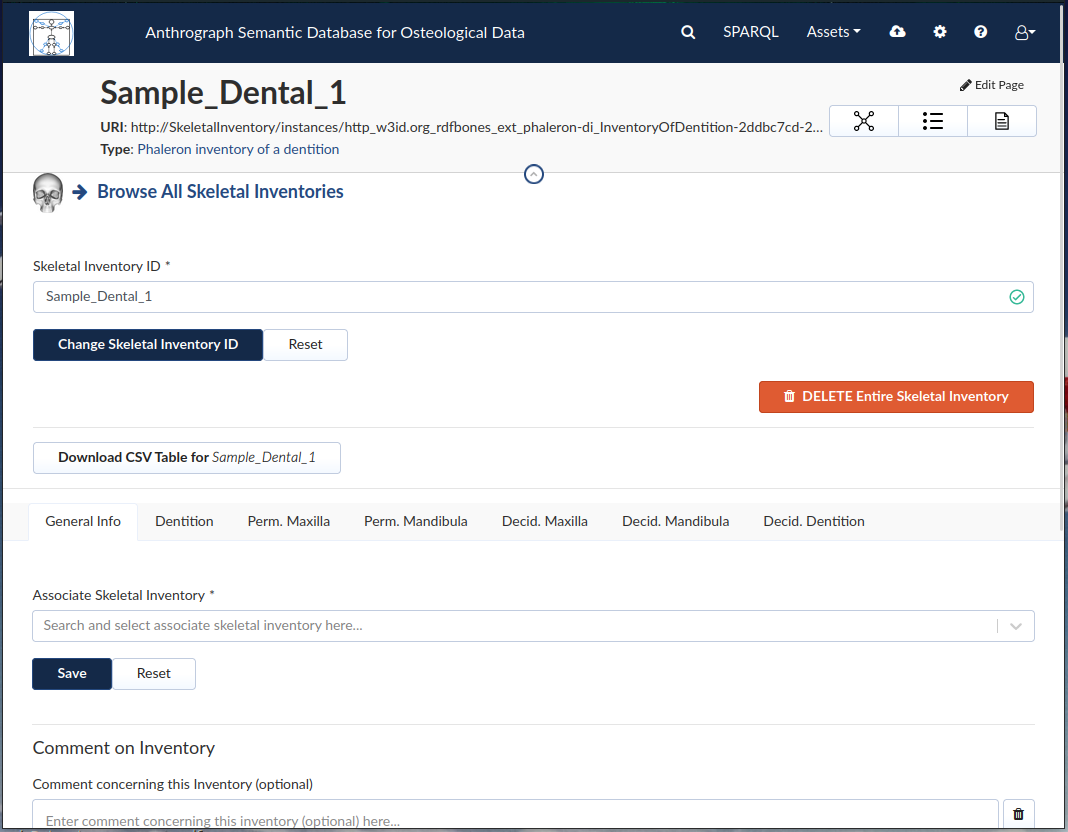 Anthrograph Semantic Database for Osteological Data
SPARQL
Assets
Sample_Dental_1
Edit Page
URI: http://SkeletalInventory/instances/http_w3id.org_rdfbones_ext_phaleron-di_InventoryOfDentition-2ddbc7cd-2...
Type: Phaleron inventory of a dentition
Browse All Skeletal Inventories
Skeletal Inventory ID *
Sample_Dental_1
Change Skeletal Inventory ID
Reset
DELETE Entire Skeletal Inventory
Download CSV Table for Sample_Dental_1
General Info
Dentition
Perm. Maxilla
Perm. Mandibula
Decid. Maxilla
Decid. Mandibula
Decid. Dentition
Associate Skeletal Inventory *
Search and select associate skeletal inventory here...
Save
Reset
Comment on Inventory
Comment concerning this Inventory (optional)
Enter comment concerning this inventory (optional) here...